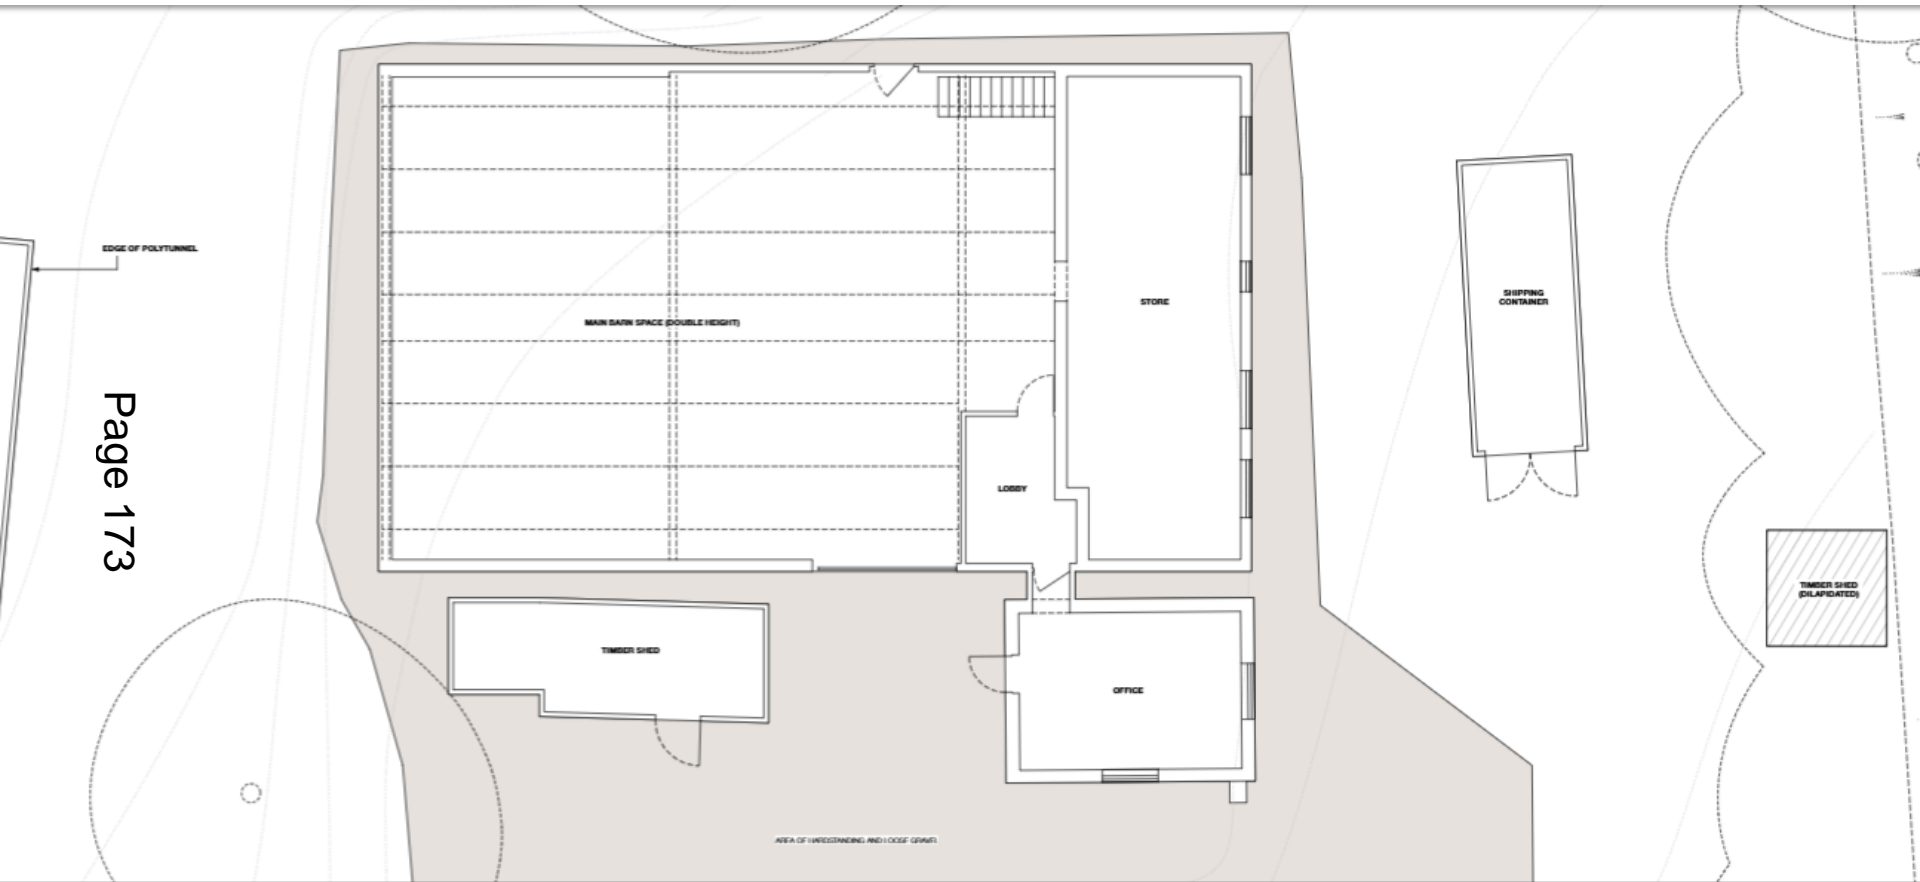 EDGE OF POLYTUNNEL
Page 173
MAIN BARN SPACE (DOUBLE HEIGHT)
STORE
LOBBY
SHIPPING
CONTAINER
TIMBER SHED
(DILAPIDATED)
TIMBER SHED
OFFICE
AREA OF HARDSTANDING AND LOOSE GRAVEL